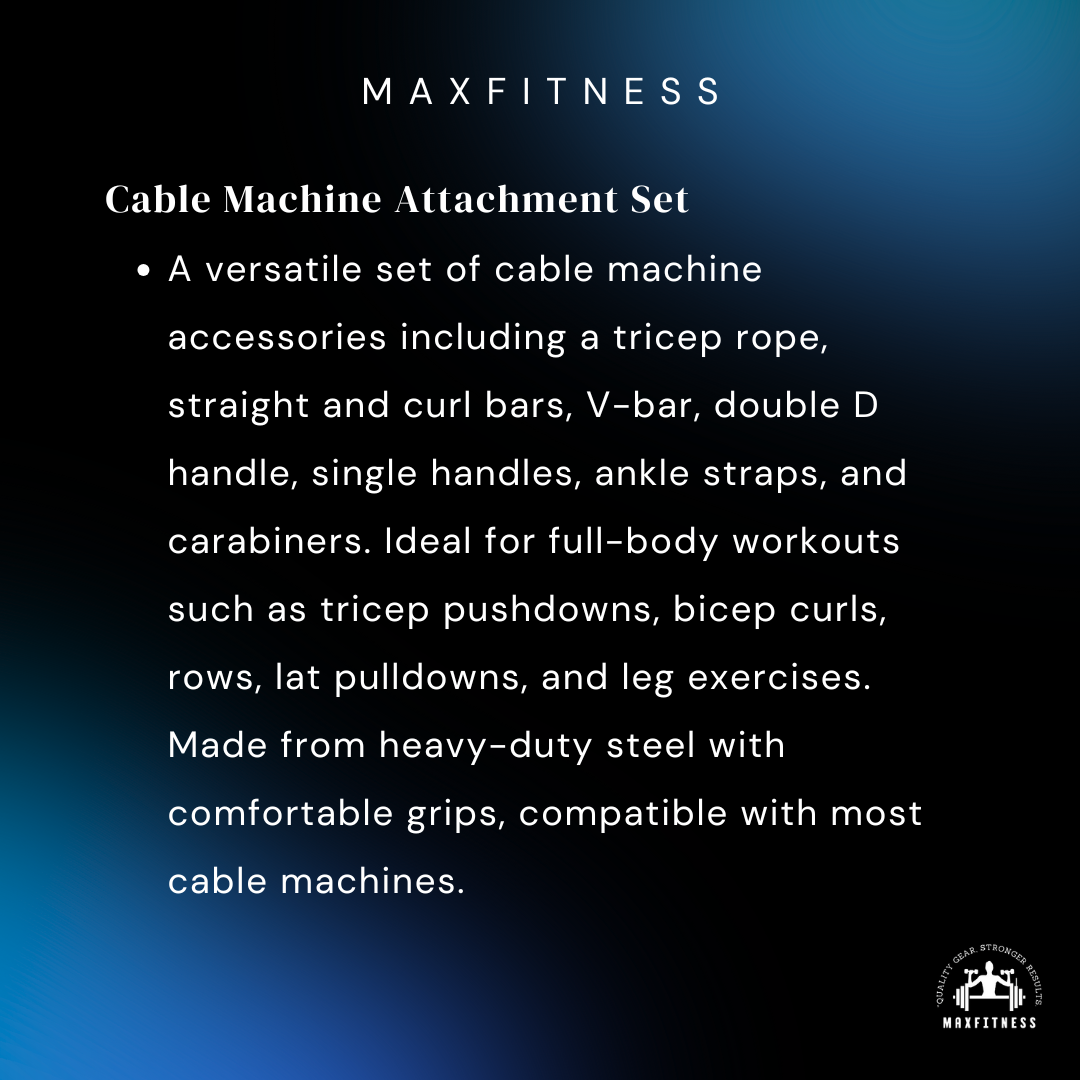 MAXFITNESS
Cable Machine Attachment Set
• A versatile set of cable machine
accessories including a tricep rope,
straight and curl bars, V-bar, double D
handle, single handles, ankle straps, and
carabiners. Ideal for full-body workouts
such as tricep pushdowns, bicep curls,
rows, lat pulldowns, and leg exercises.
Made from heavy-duty steel with
comfortable grips, compatible with most
cable machines.
"QUALITY GEAR. STRONGER RESULTS.
MAXFITNESS